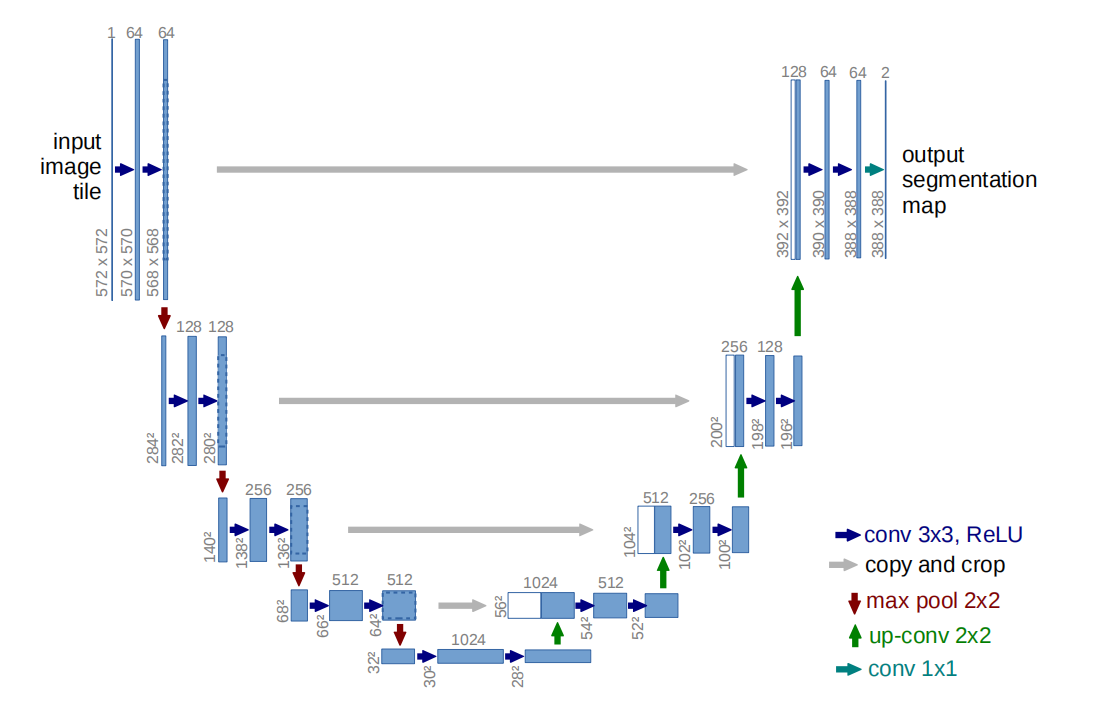 1 64 64
input
image
tile
572 x 572
570 x 570
568 x 568
128 64 64 2
392 x 392
390 x 390
388 x 388
388 x 388
output
segmentation
map
128 128
284²
282²
280²
256 128
200²
198²
196²
256 256
140²
138²
136²
512 256
104²
102²
100²
512 512
68²
66²
64²
1024 512
56²
54²
52²
1024
32²
30²
28²
conv 3x3, ReLU
copy and crop
max pool 2x2
up-conv 2x2
conv 1x1